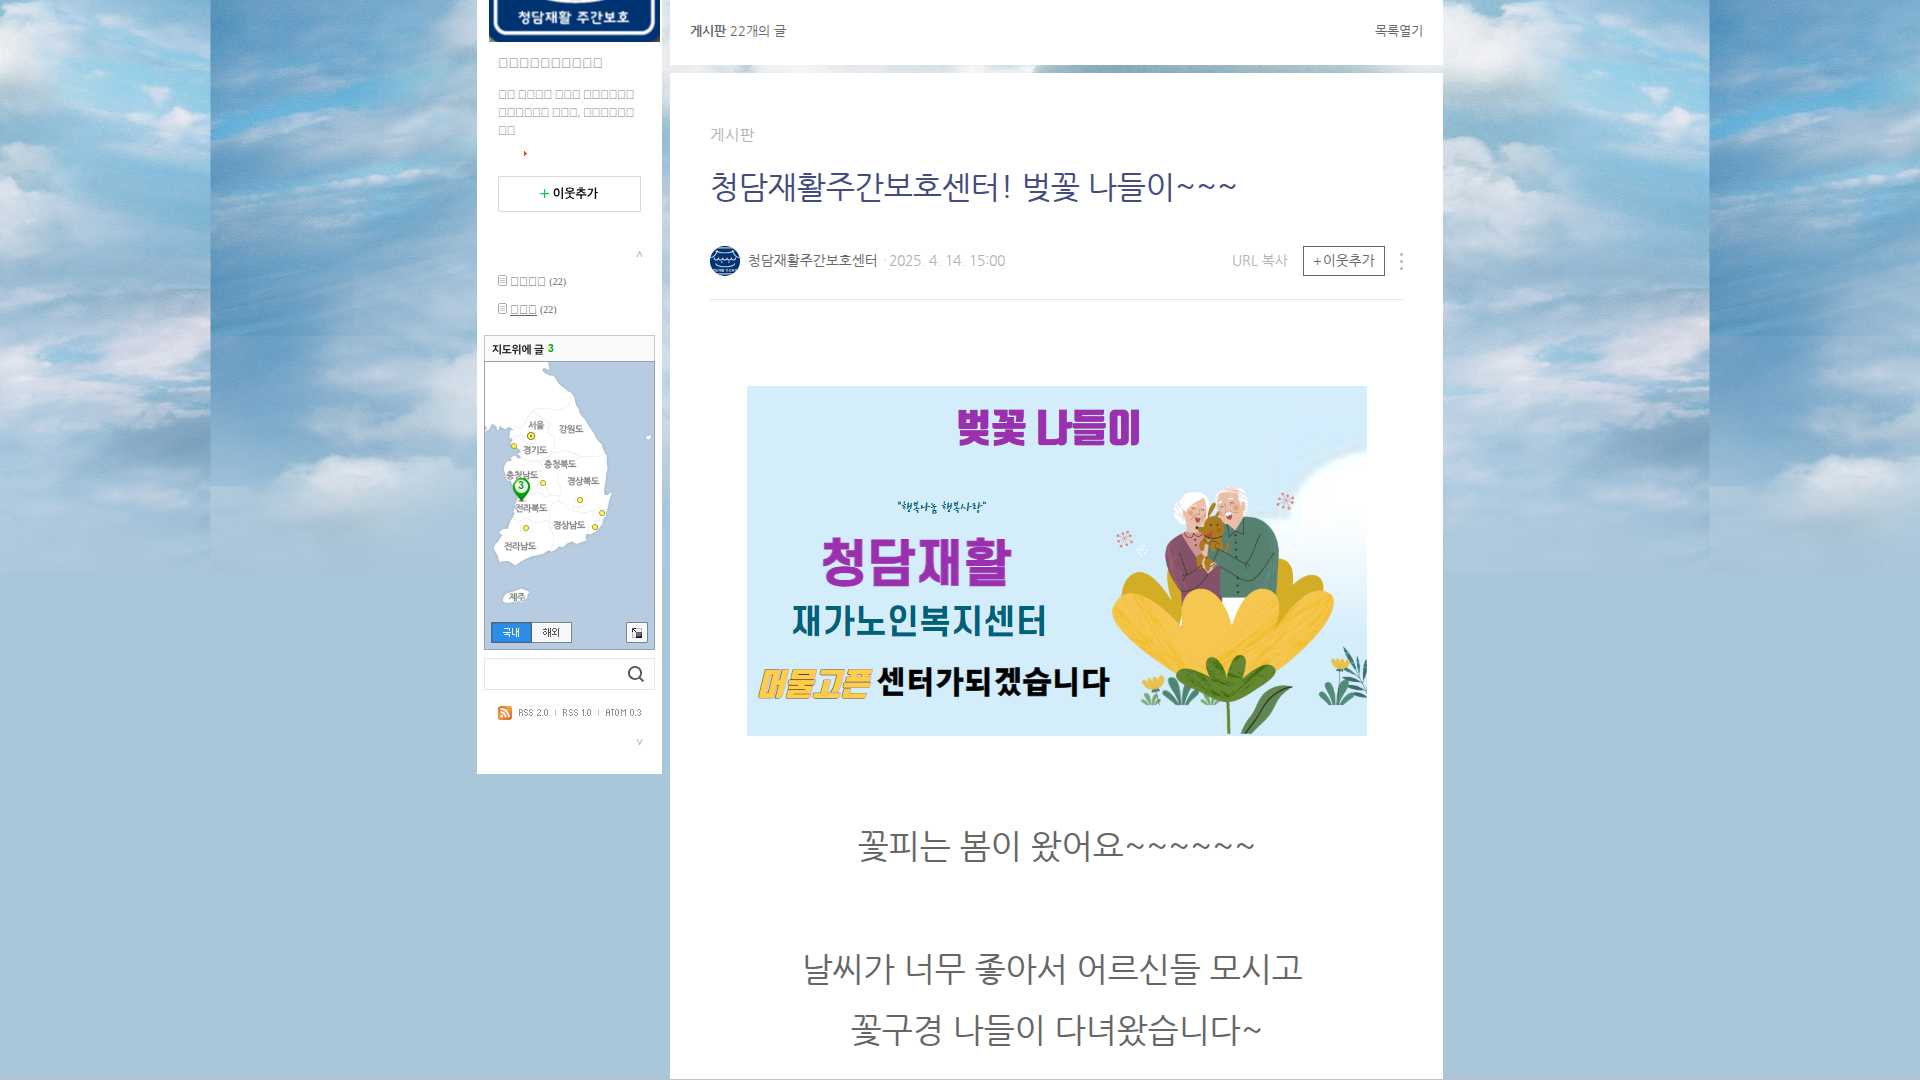 청담재활 주간보호
+ 이웃추가
(22)
(22)
지도위에 글 3
서울
강원도
경기도
충청북도
충청남도
경상북도
3
전라북도
경상남도
전라남도
제주
국내 해외
RSS 2.0 | RSS 1.0 | ATOM 0.3
게시판 22개의 글
목록열기
게시판
청담재활주간보호센터! 벚꽃 나들이~~~
청담재활주간보호센터 · 2025. 4. 14. 15:00
URL 복사 +이웃추가
벚꽃 나들이
"행복나눔 행복사랑"
청담재활
재가노인복지센터
머물고픈 센터가되겠습니다
꽃피는 봄이 왔어요~~~~~~
날씨가 너무 좋아서 어르신들 모시고
꽃구경 나들이 다녀왔습니다~